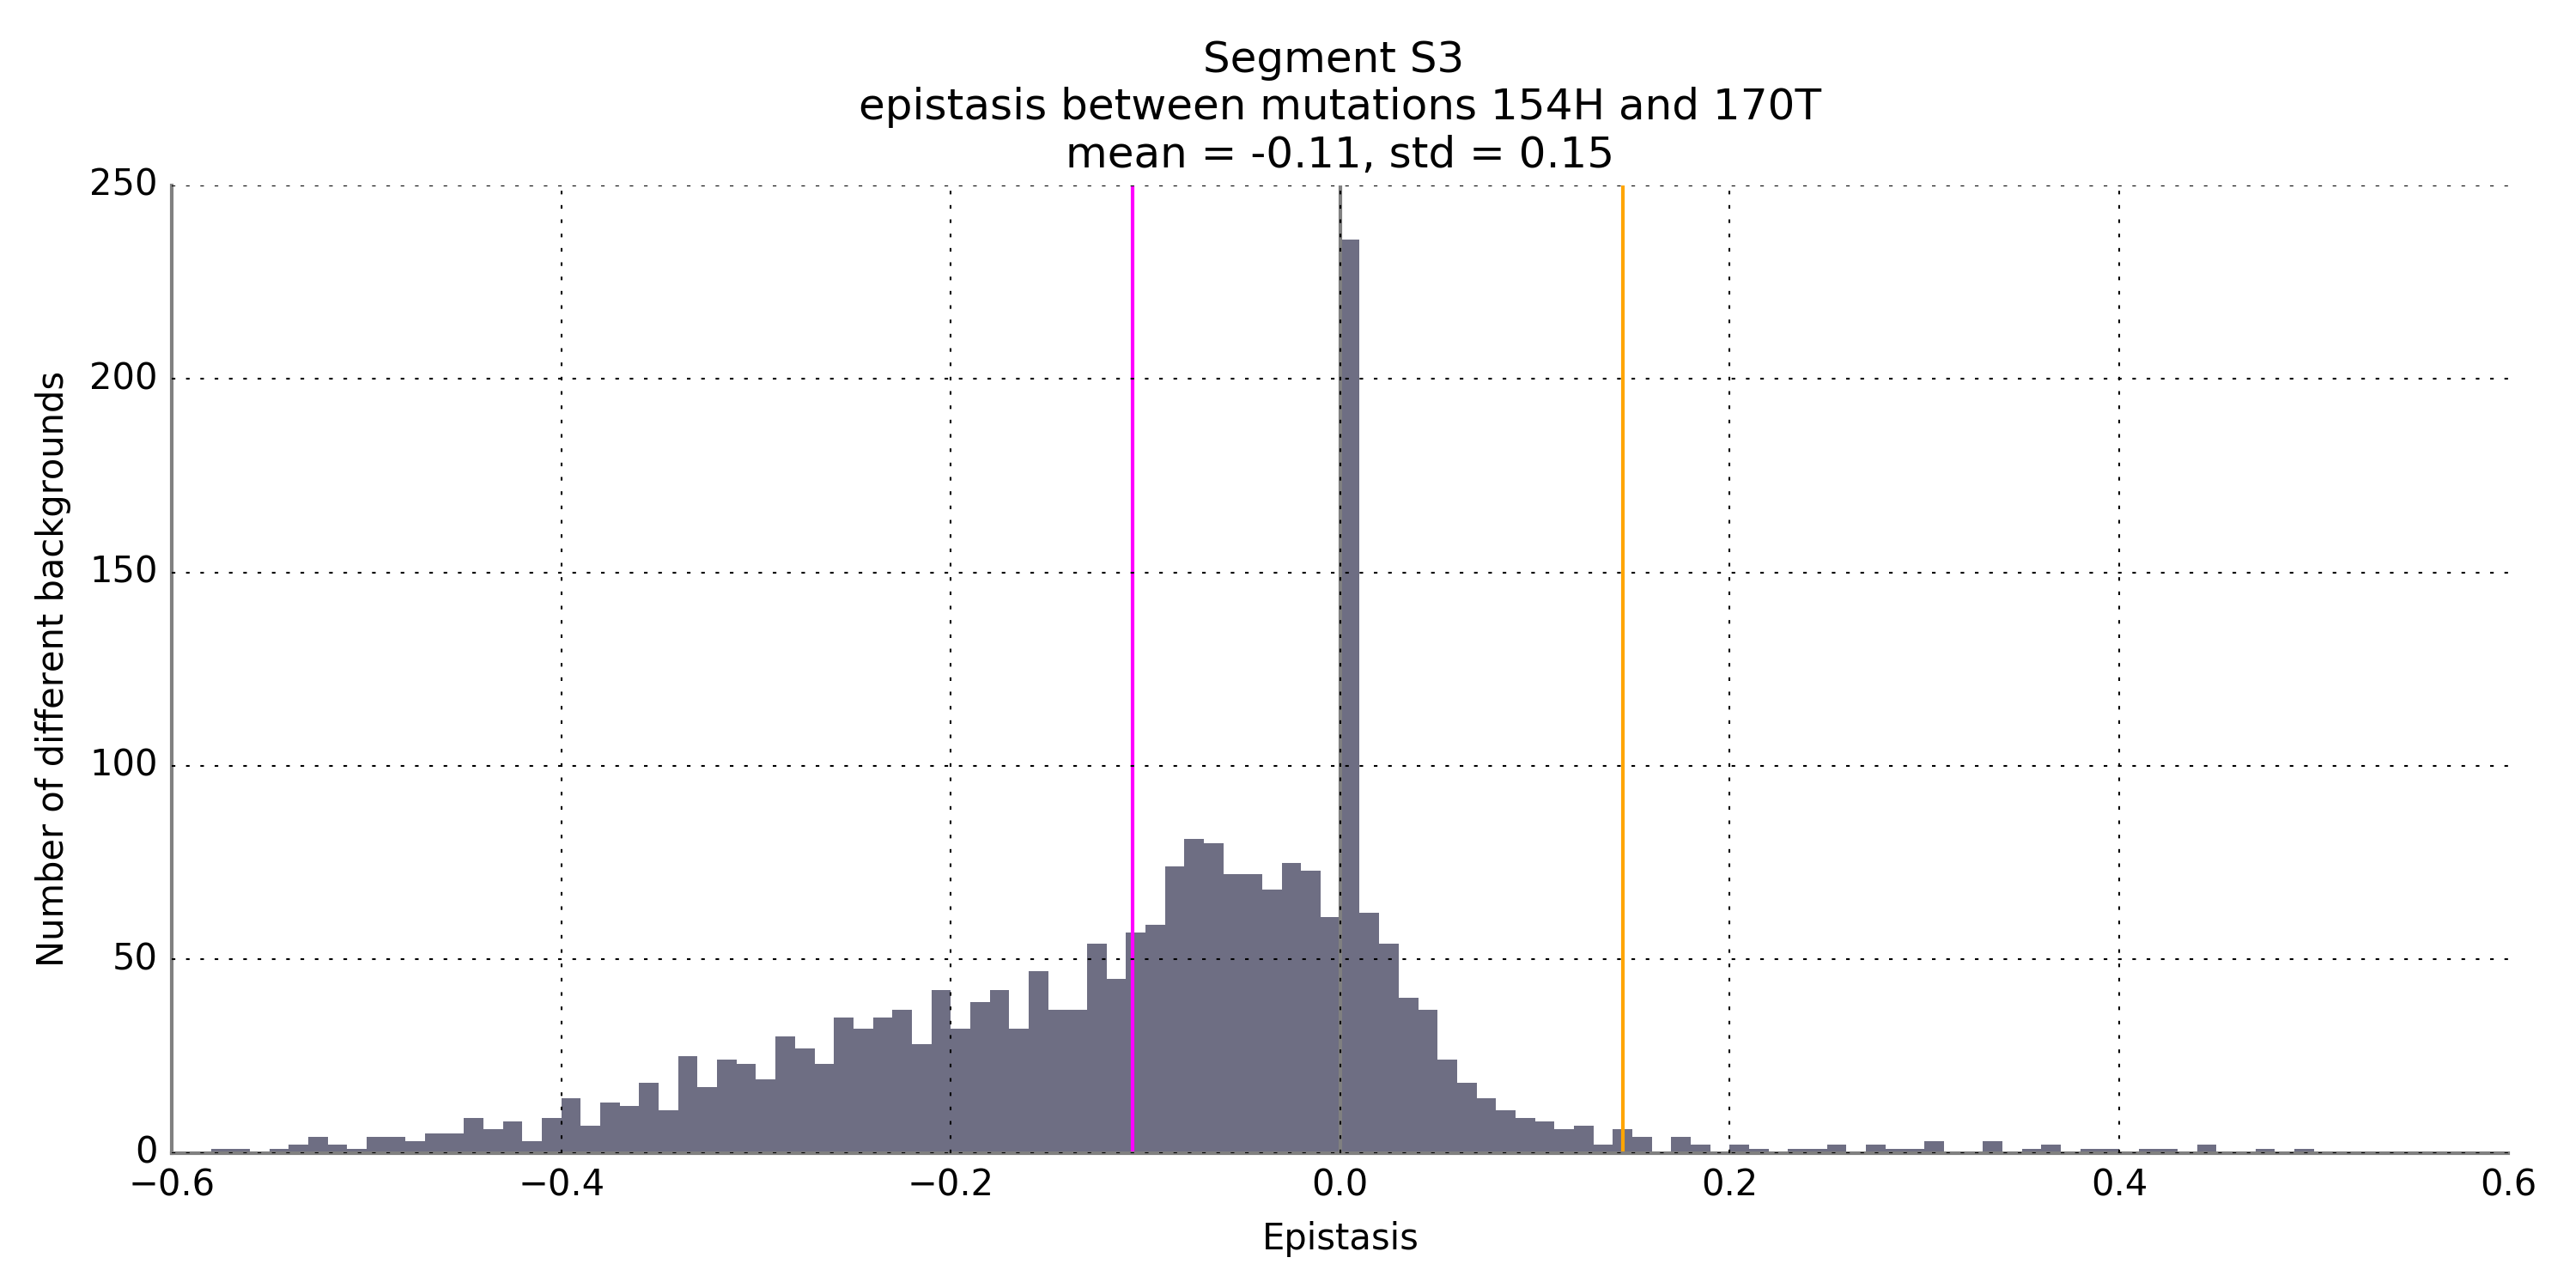 Segment S3
epistasis between mutations 154H and 170T
mean = -0.11, std = 0.15
250
200
150
100
50
0
Number of different backgrounds
−0.6 −0.4 −0.2 0.0 0.2 0.4 0.6
Epistasis